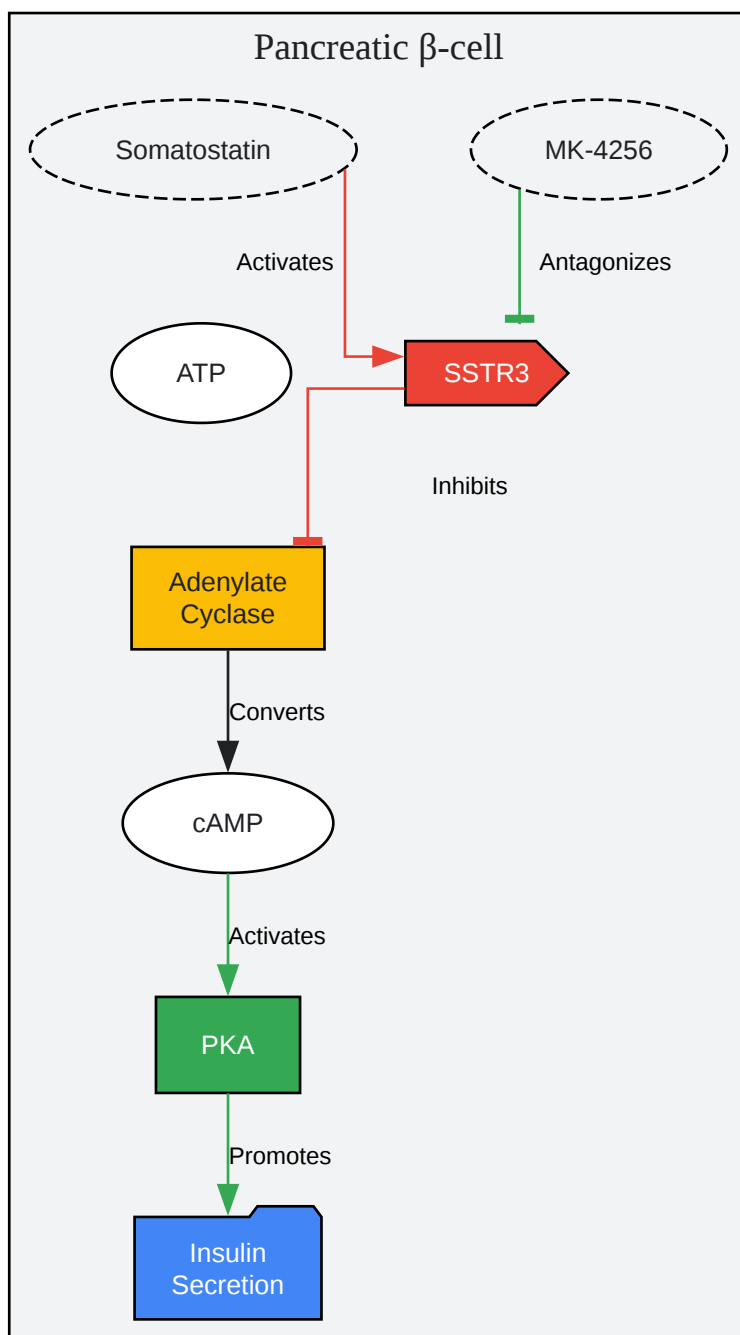 Pancreatic β-cell
Somatostatin
MK-4256
Activates
Antagonizes
ATP
SSTR3
Inhibits
Adenylate
Cyclase
Converts
cAMP
Activates
PKA
Promotes
Insulin
Secretion